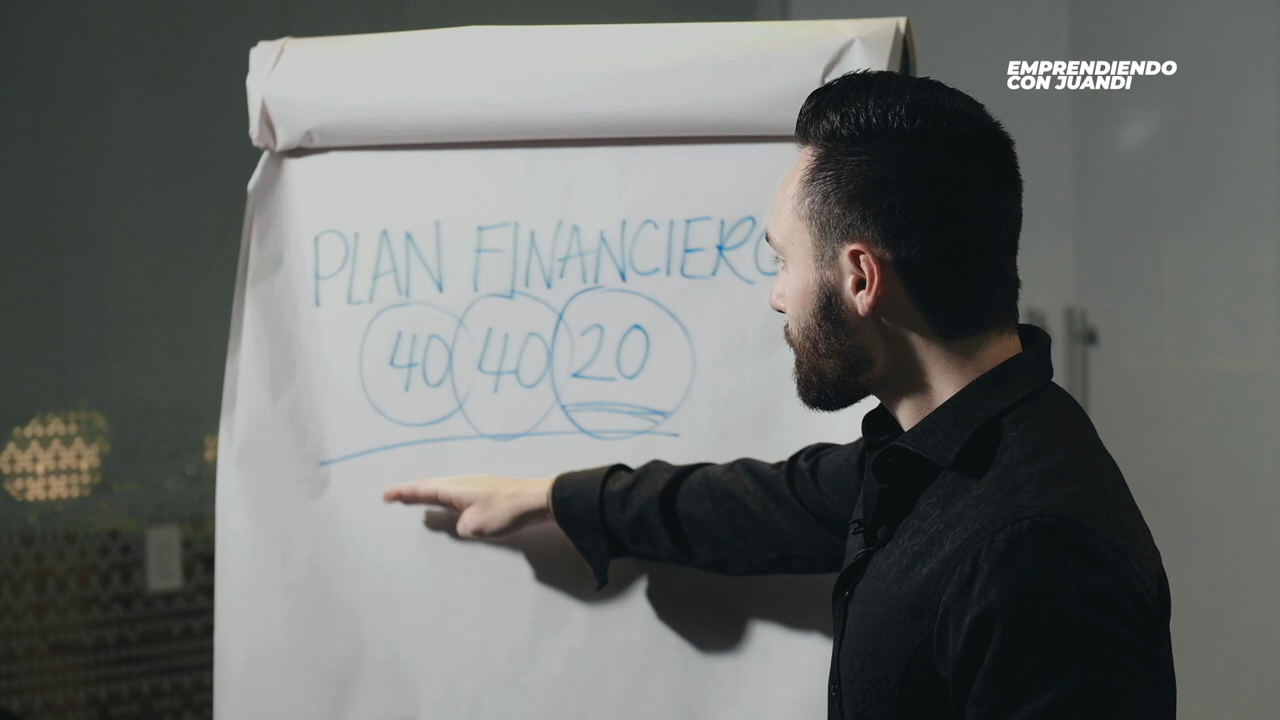 EMPRENDIENDO
CON JUANDI
PLAN FINANCIERO
40 40 20